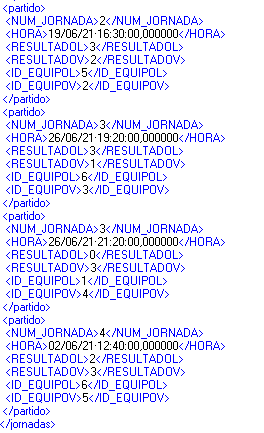 <partido>
<NUM_JORNADA>2</NUM_JORNADA>
<HORA>19/06/21 16:30:00,000000</HORA>
<RESULTADOL>3</RESULTADOL>
<RESULTADOV>2</RESULTADOV>
<ID_EQUIPOL>5</ID_EQUIPOL>
<ID_EQUIPOV>2</ID_EQUIPOV>
</partido>
<partido>
<NUM_JORNADA>3</NUM_JORNADA>
<HORA>26/06/21 19:20:00,000000</HORA>
<RESULTADOL>3</RESULTADOL>
<RESULTADOV>1</RESULTADOV>
<ID_EQUIPOL>6</ID_EQUIPOL>
<ID_EQUIPOV>3</ID_EQUIPOV>
</partido>
<partido>
<NUM_JORNADA>3</NUM_JORNADA>
<HORA>26/06/21 21:20:00,000000</HORA>
<RESULTADOL>0</RESULTADOL>
<RESULTADOV>3</RESULTADOV>
<ID_EQUIPOL>1</ID_EQUIPOL>
<ID_EQUIPOV>4</ID_EQUIPOV>
</partido>
<partido>
<NUM_JORNADA>4</NUM_JORNADA>
<HORA>02/06/21 12:40:00,000000</HORA>
<RESULTADOL>2</RESULTADOL>
<RESULTADOV>3</RESULTADOV>
<ID_EQUIPOL>6</ID_EQUIPOL>
<ID_EQUIPOV>5</ID_EQUIPOV>
</partido>
</jornadas>